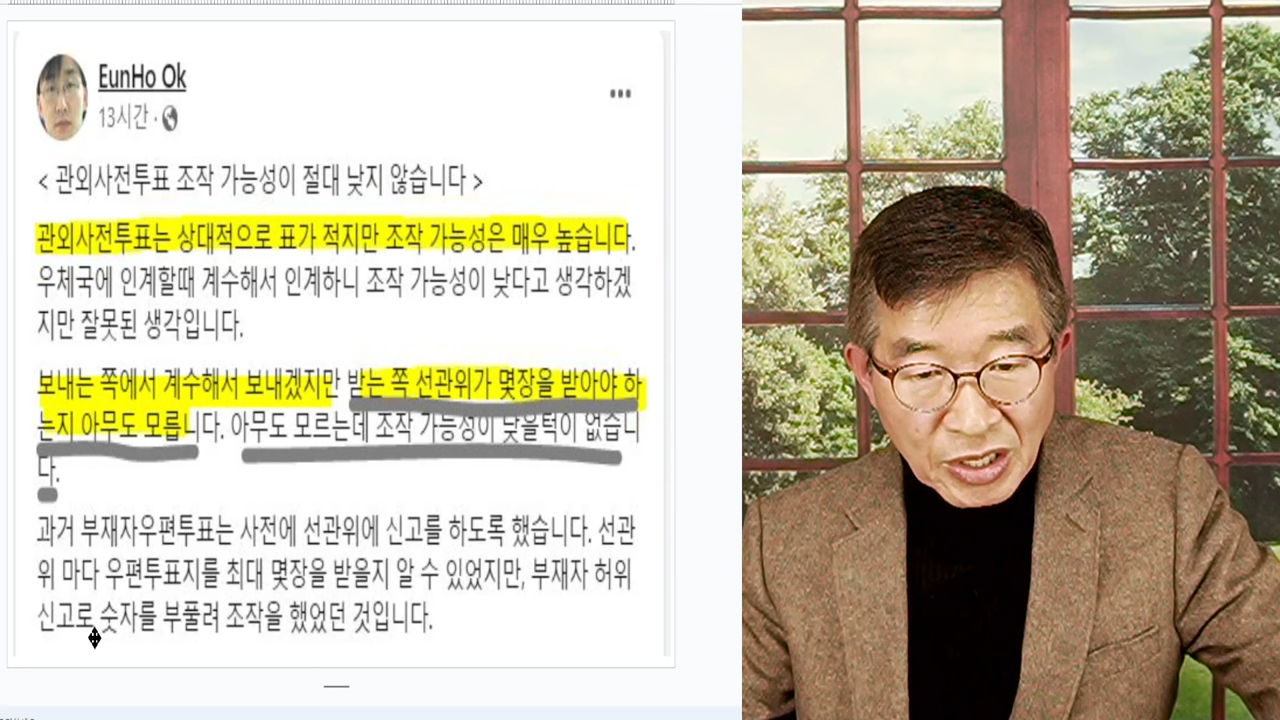 EunHo Ok
13시간 ·
< 관외사전투표 조작 가능성이 절대 낮지 않습니다 >
관외사전투표는 상대적으로 표가 적지만 조작 가능성은 매우 높습니다.
우체국에 인계할때 계수해서 인계하니 조작 가능성이 낮다고 생각하겠
지만 잘못된 생각입니다.
보내는 쪽에서 계수해서 보내겠지만 받는 쪽 선관위가 몇장을 받아야 하
는지 아무도 모릅니다. 아무도 모르는데 조작 가능성이 낮을턱이 없습니
다.
과거 부재자우편투표는 사전에 선관위에 신고를 하도록 했습니다. 선관
위 마다 우편투표지를 최대 몇장을 받을지 알 수 있었지만, 부재자 허위
신고로 숫자를 부풀려 조작을 했었던 것입니다.